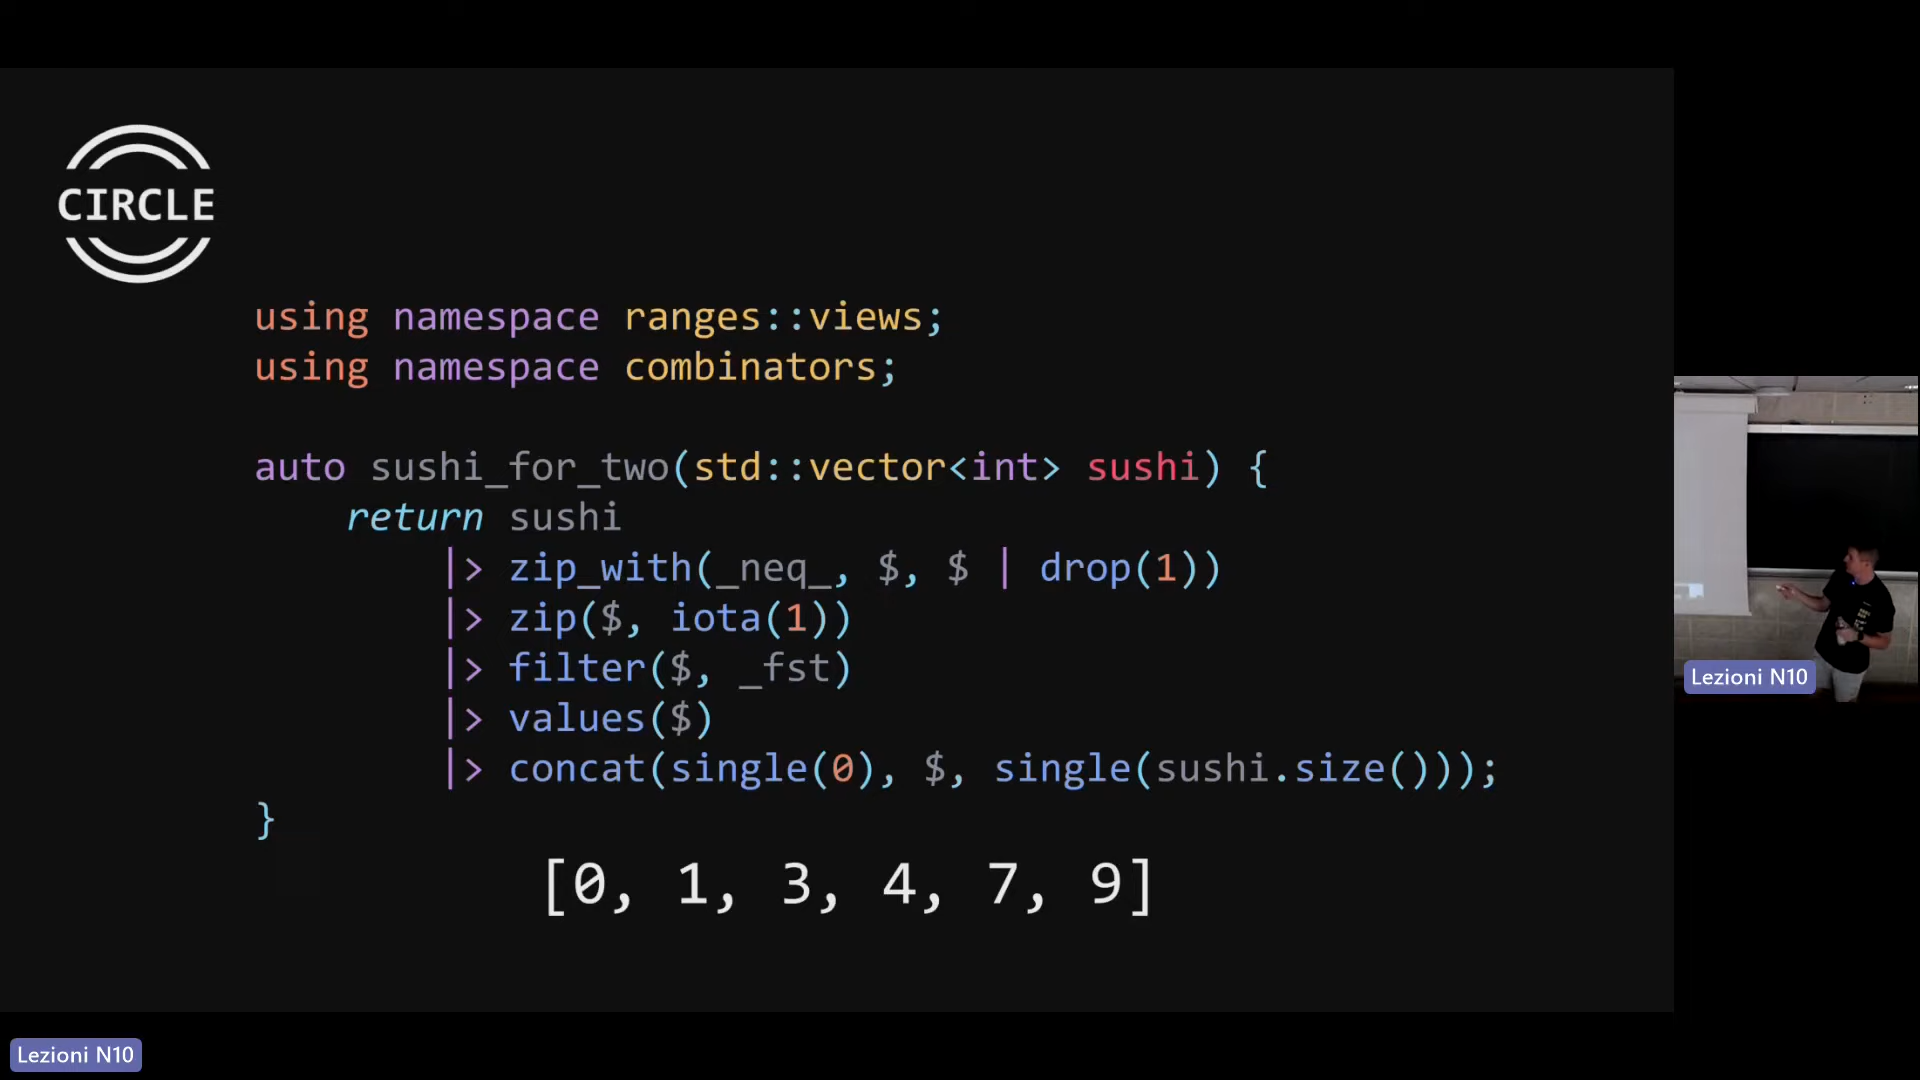 CIRCLE
using namespace ranges::views;
using namespace combinators;
auto sushi_for_two(std::vector<int> sushi) {
    return sushi
        |> zip_with(_neq_, $, $ | drop(1))
        |> zip($, iota(1))
        |> filter($, _fst)
        |> values($)
        |> concat(single(0), $, single(sushi.size()));
}
[0, 1, 3, 4, 7, 9]
Lezioni N10
Lezioni N10